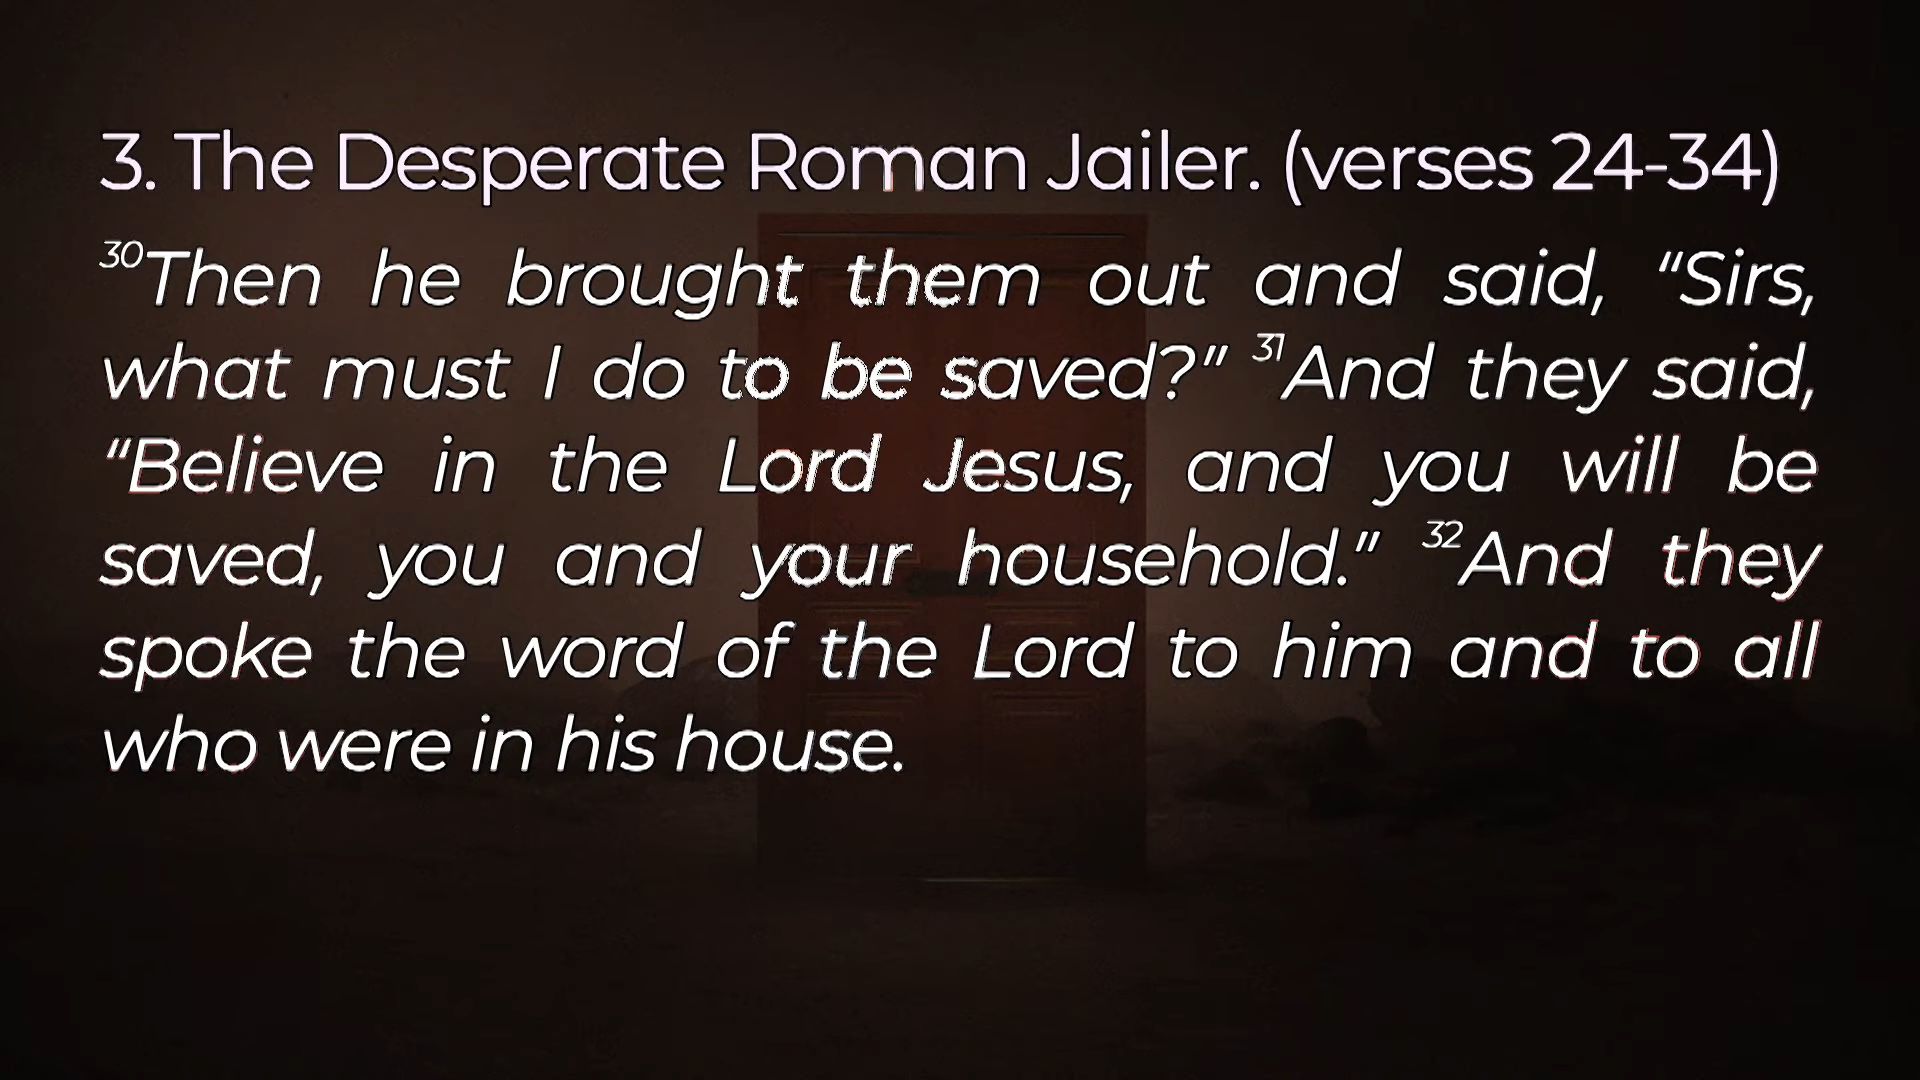 3. The Desperate Roman Jailer. (verses 24-34)
30Then he brought them out and said, “Sirs,
what must I do to be saved?” 31And they said,
“Believe in the Lord Jesus, and you will be
saved, you and your household.” 32And they
spoke the word of the Lord to him and to all
who were in his house.